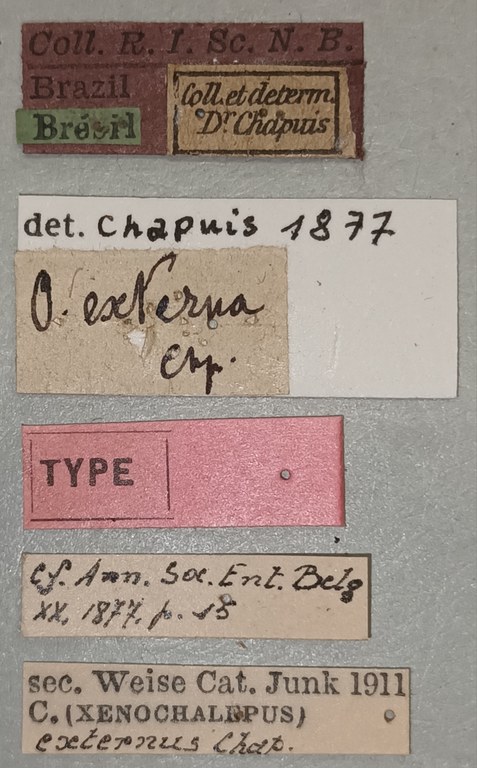 Coll. R. I. Sc. N. B.
Brazil
Brésil
Coll. et determ.
Dr Chapuis
det. Chapuis 1877
O. externa
Chp.
TYPE
cf. Ann. Soc. Ent. Belg
XX, 1877, p. 15
sec. Weise Cat. Junk 1911
C. (XENOCHALEPUS)
externus Chap.